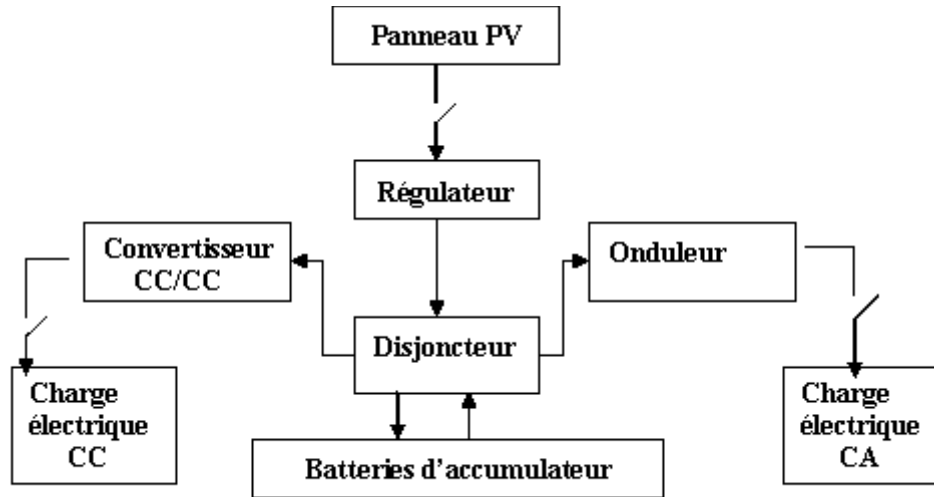 Panneau PV
Régulateur
Convertisseur
CC/CC
Onduleur
Disjoncteur
Charge
électrique
CC
Charge
électrique
CA
Batteries d'accumulateur